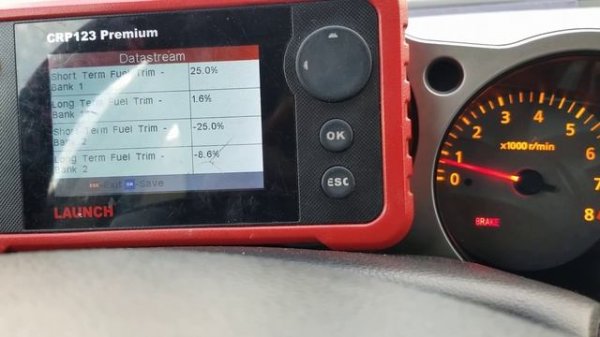 CRP123 Premium
Datastream
Short Term Fuel Trim - Bank 1 25.0%
Long Term Fuel Trim - Bank 1.6%
Short Term Fuel Trim - Bank 2 -25.0%
Long Term Fuel Trim - Bank 2 -8.6%
Exit OK Save
OK
ESC
LAUNCH
0 1 2 3 4 5 6 8
x1000 r/min
BRAKE